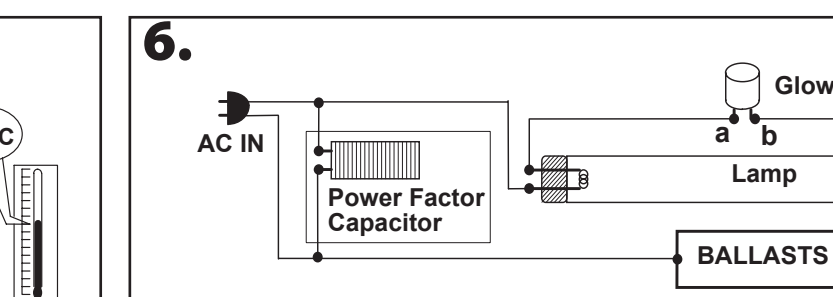 C
6.
AC IN
Power Factor
Capacitor
Glow
a b
Lamp
BALLASTS